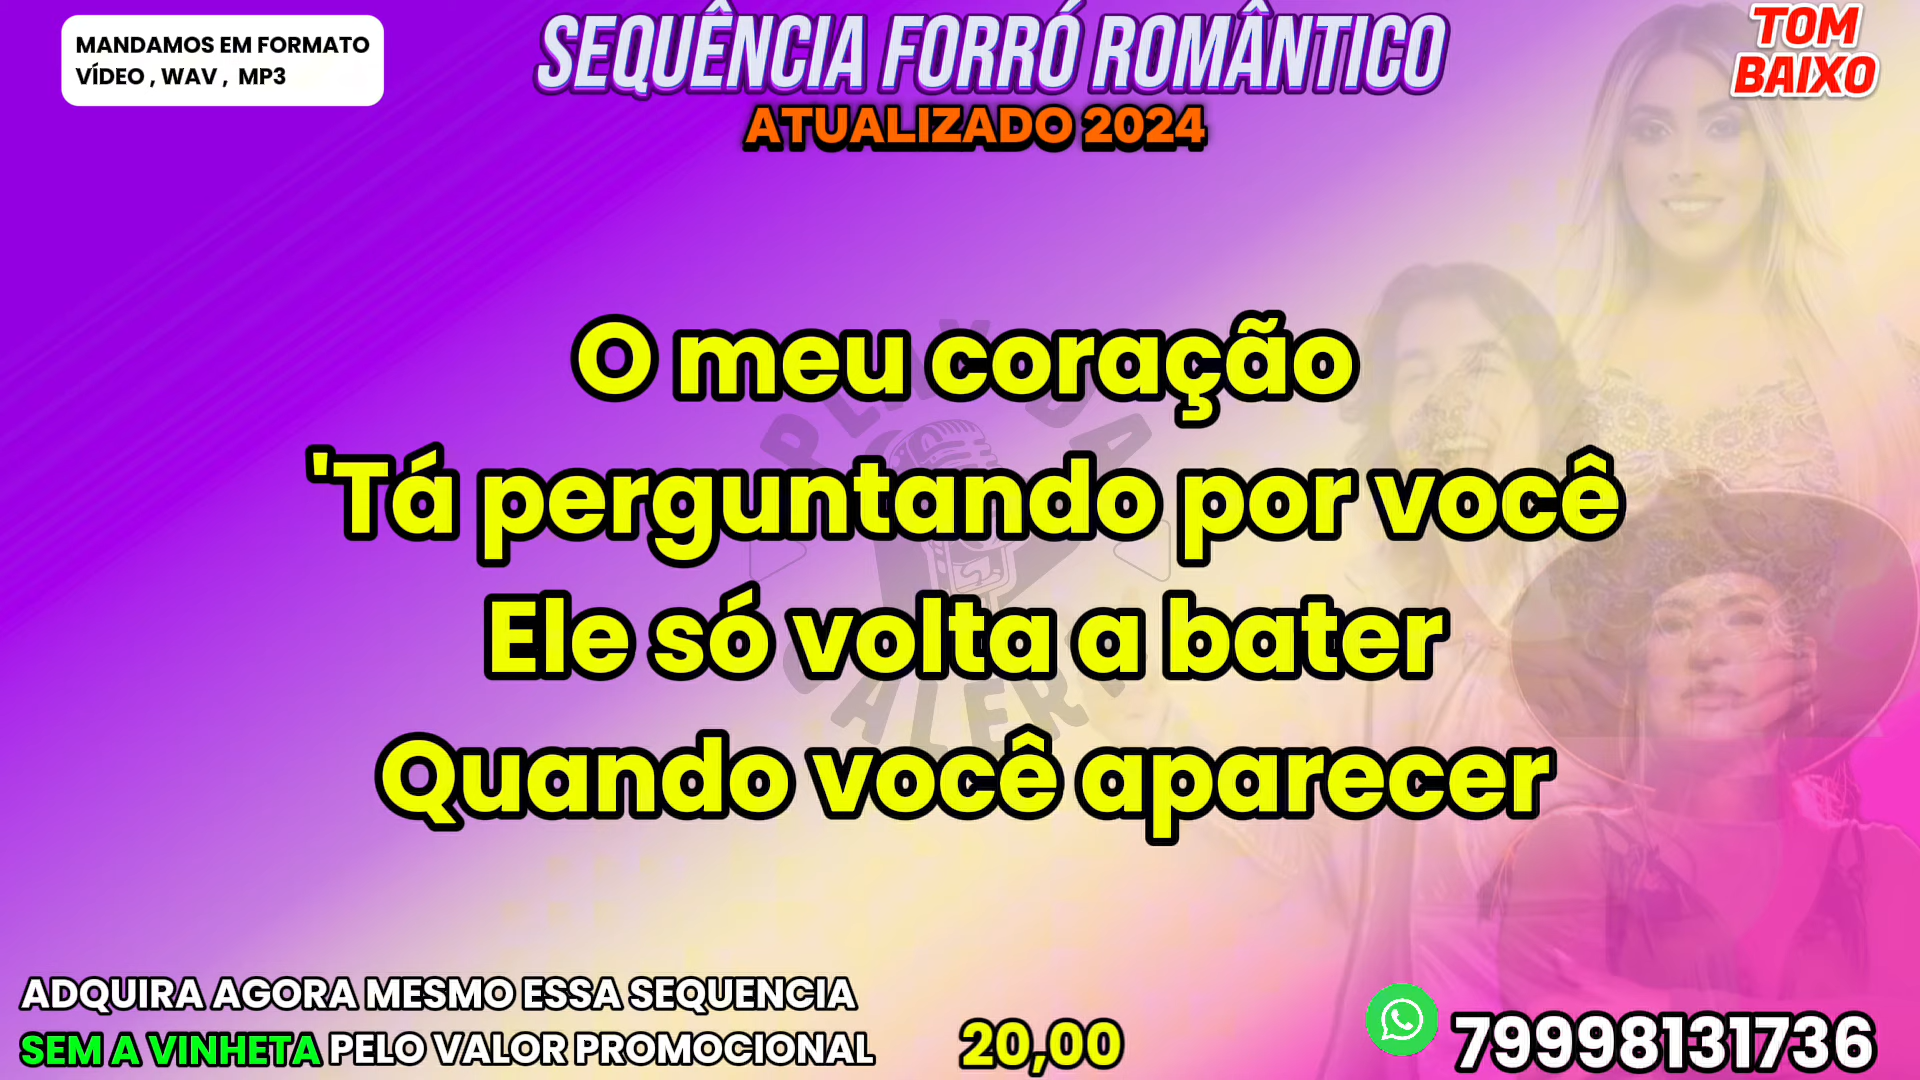 MANDAMOS EM FORMATO
VÍDEO , WAV , MP3
SEQUÊNCIA FORRÓ ROMÂNTICO
ATUALIZADO 2024
TOM
BAIXO
O meu coração
'Tá perguntando por você
Ele só volta a bater
Quando você aparecer
ADQUIRA AGORA MESMO ESSA SEQUENCIA
SEM A VINHETA PELO VALOR PROMOCIONAL
20,00
79998131736